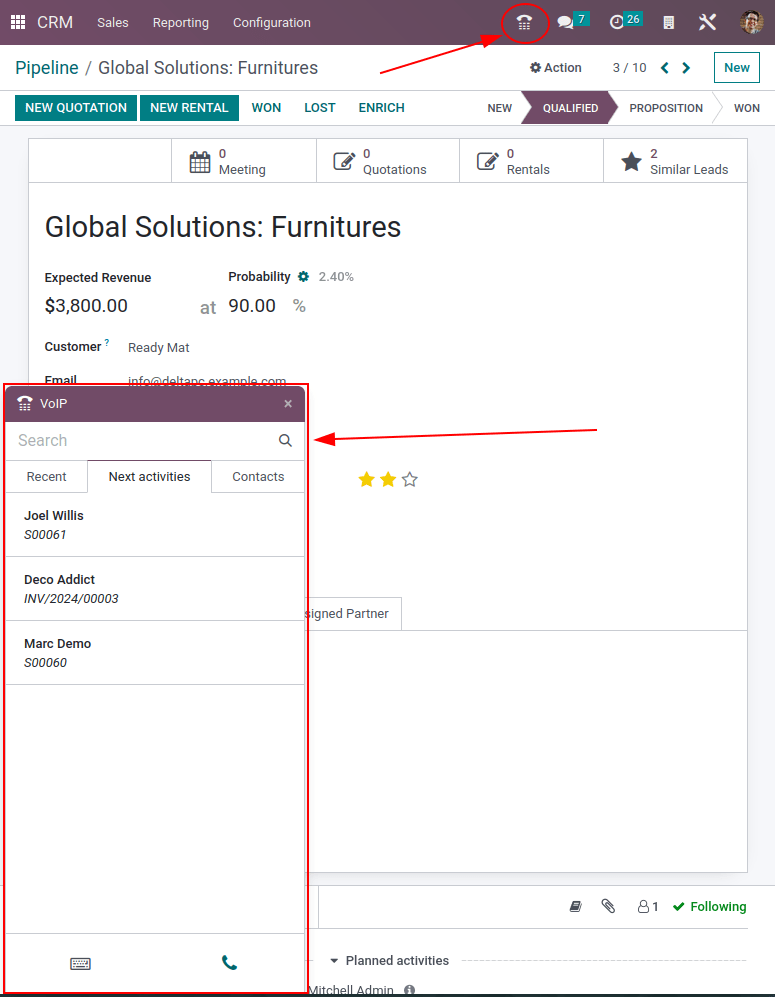 CRM Sales Reporting Configuration 7 26
Pipeline / Global Solutions: Furnitures Action 3 / 10 New
NEW QUOTATION NEW RENTAL WON LOST ENRICH NEW QUALIFIED PROPOSITION WON
0 Meeting
0 Quotations
0 Rentals
2 Similar Leads
Global Solutions: Furnitures
Expected Revenue Probability 2.40%
$3,800.00 at 90.00 %
Customer ? Ready Mat
Email info@deltapc.example.com
VoIP ×
Search
Recent Next activities Contacts
Joel Willis
S00061
Deco Addict
INV/2024/00003
Marc Demo
S00060
signed Partner
1 Following
Planned activities
Mitchell Admin